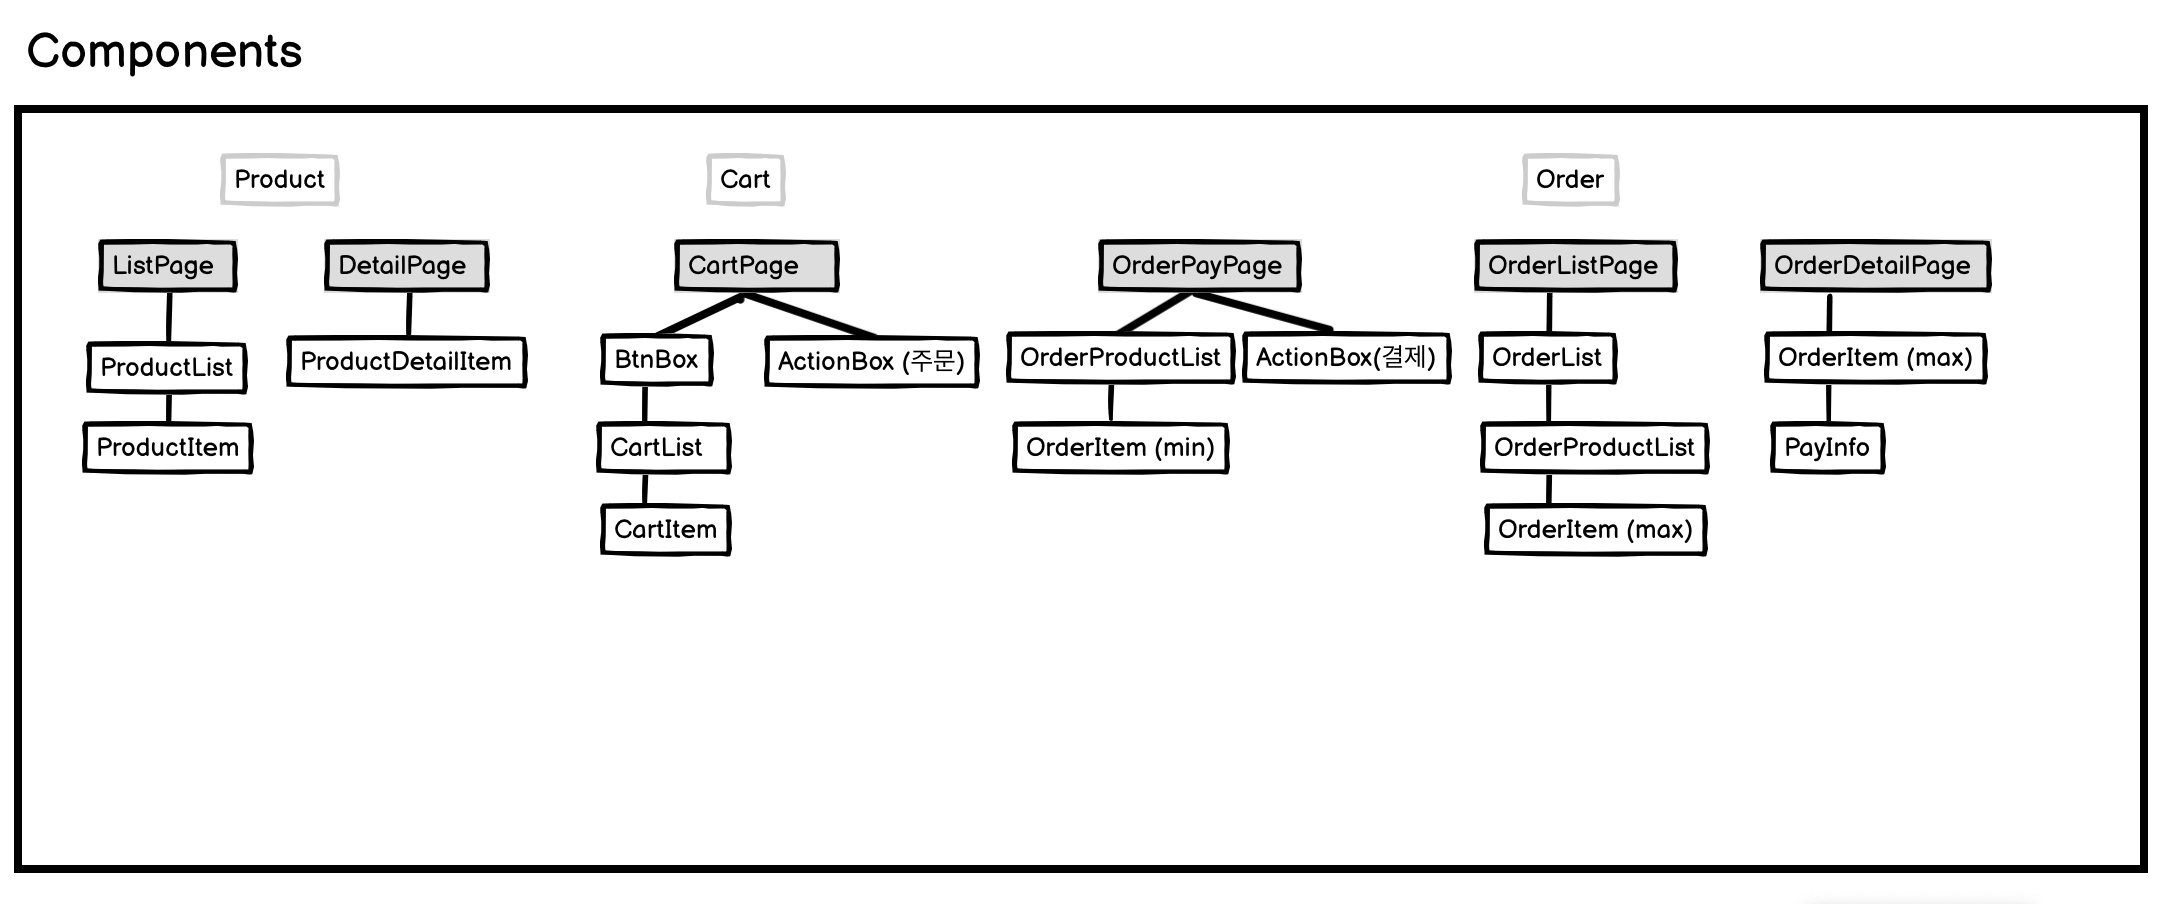 Components
Product
Cart
Order
ListPage
DetailPage
CartPage
OrderPayPage
OrderListPage
OrderDetailPage
ProductList
ProductDetailItem
BtnBox
ActionBox (주문)
OrderProductList
ActionBox(결제)
OrderList
OrderItem (max)
ProductItem
CartList
OrderItem (min)
OrderProductList
PayInfo
CartItem
OrderItem (max)